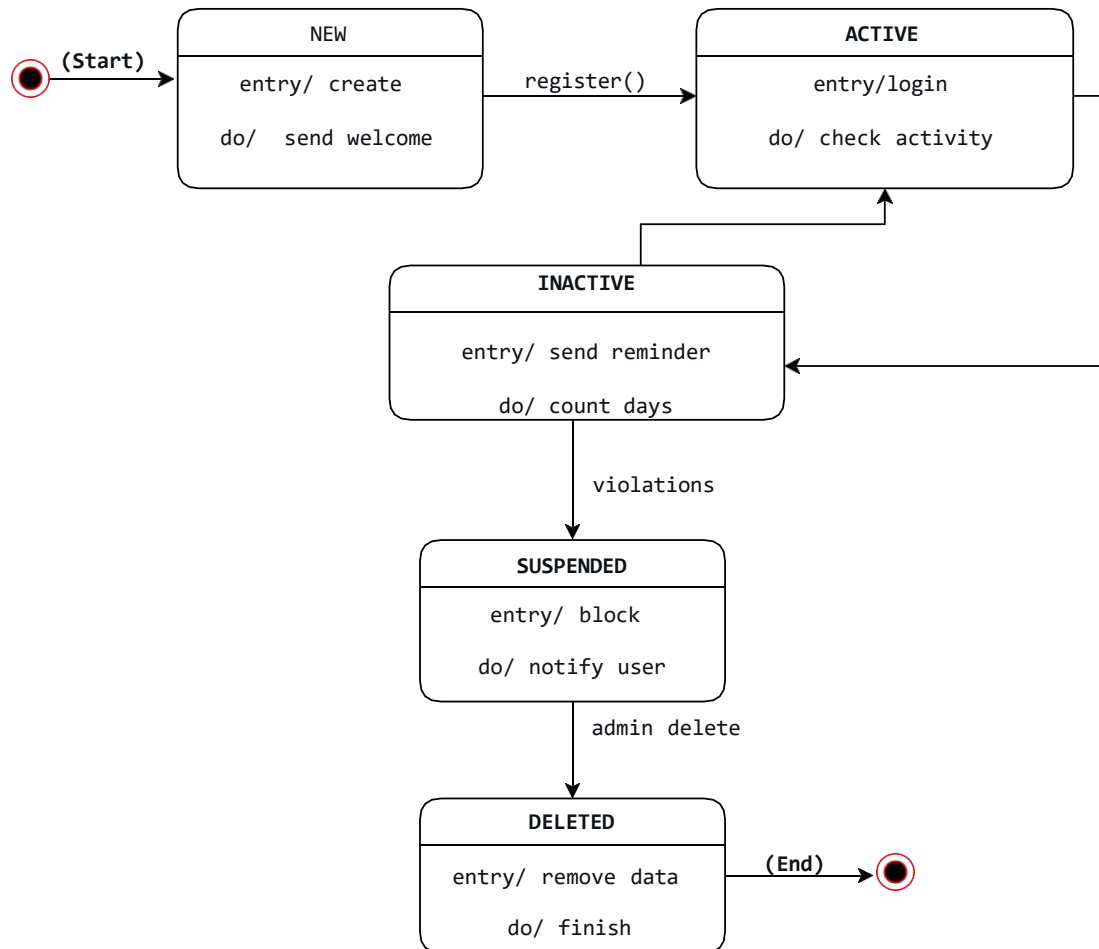 (Start)
NEW
entry/ create
do/  send welcome
register()
ACTIVE
entry/login
do/ check activity
INACTIVE
entry/ send reminder
do/ count days
violations
SUSPENDED
entry/ block
do/ notify user
admin delete
DELETED
entry/ remove data
do/ finish
(End)